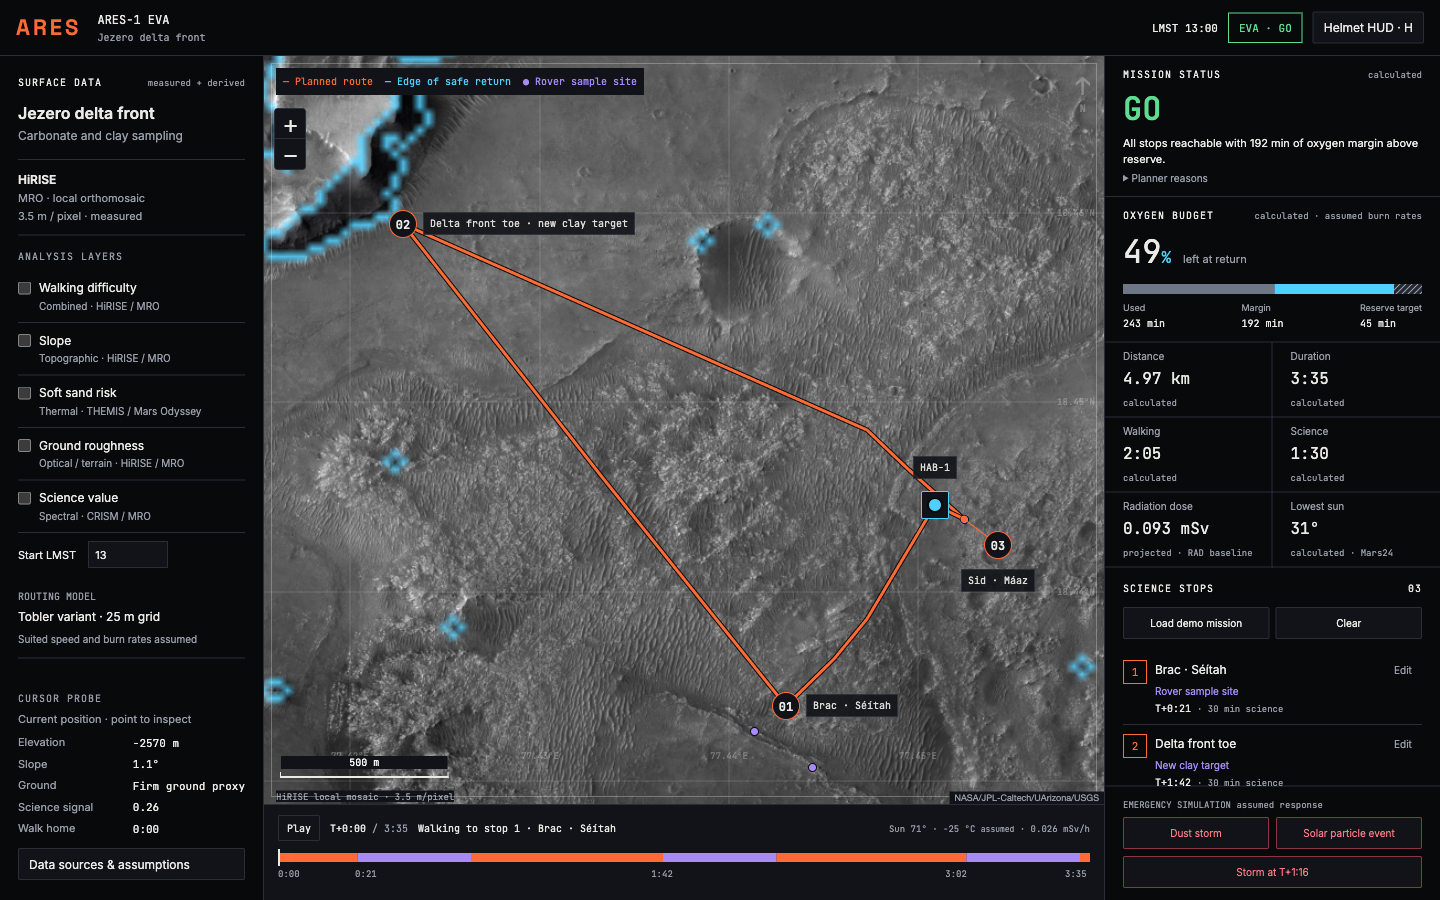 ARES
ARES-1 EVA
Jezero delta front
LMST 13:00
EVA · GO
Helmet HUD · H
SURFACE DATA
measured + derived
Jezero delta front
Carbonate and clay sampling
HiRISE
MRO · local orthomosaic
3.5 m / pixel · measured
ANALYSIS LAYERS
Walking difficulty
Combined · HiRISE / MRO
Slope
Topographic · HiRISE / MRO
Soft sand risk
Thermal · THEMIS / Mars Odyssey
Ground roughness
Optical / terrain · HiRISE / MRO
Science value
Spectral · CRISM / MRO
Start LMST 13
ROUTING MODEL
Tobler variant · 25 m grid
Suited speed and burn rates assumed
CURSOR PROBE
Current position · point to inspect
Elevation -2570 m
Slope 1.1°
Ground Firm ground proxy
Science signal 0.26
Walk home 0:00
Data sources & assumptions
— Planned route — Edge of safe return ● Rover sample site
+
−
N
02
Delta front toe · new clay target
18.45°N
HAB-1
03
Sid · Máaz
01
Brac · Séítah
77.43°E
77.44°E
77.45°E
500 m
HiRISE local mosaic · 3.5 m/pixel
NASA/JPL-Caltech/UArizona/USGS
Play
T+0:00 / 3:35
Walking to stop 1 · Brac · Séítah
Sun 71° · -25 °C assumed · 0.026 mSv/h
0:00
0:21
1:42
3:02
3:35
MISSION STATUS
calculated
GO
All stops reachable with 192 min of oxygen margin above
reserve.
Planner reasons
OXYGEN BUDGET
calculated · assumed burn rates
49%
left at return
Used Margin Reserve target
243 min 192 min 45 min
Distance Duration
4.97 km 3:35
calculated calculated
Walking Science
2:05 1:30
calculated calculated
Radiation dose Lowest sun
0.093 mSv 31°
projected · RAD baseline calculated · Mars24
SCIENCE STOPS
03
Load demo mission
Clear
1
Brac · Séítah
Edit
Rover sample site
T+0:21 · 30 min science
2
Delta front toe
Edit
New clay target
T+1:42 · 30 min science
EMERGENCY SIMULATION assumed response
Dust storm
Solar particle event
Storm at T+1:16